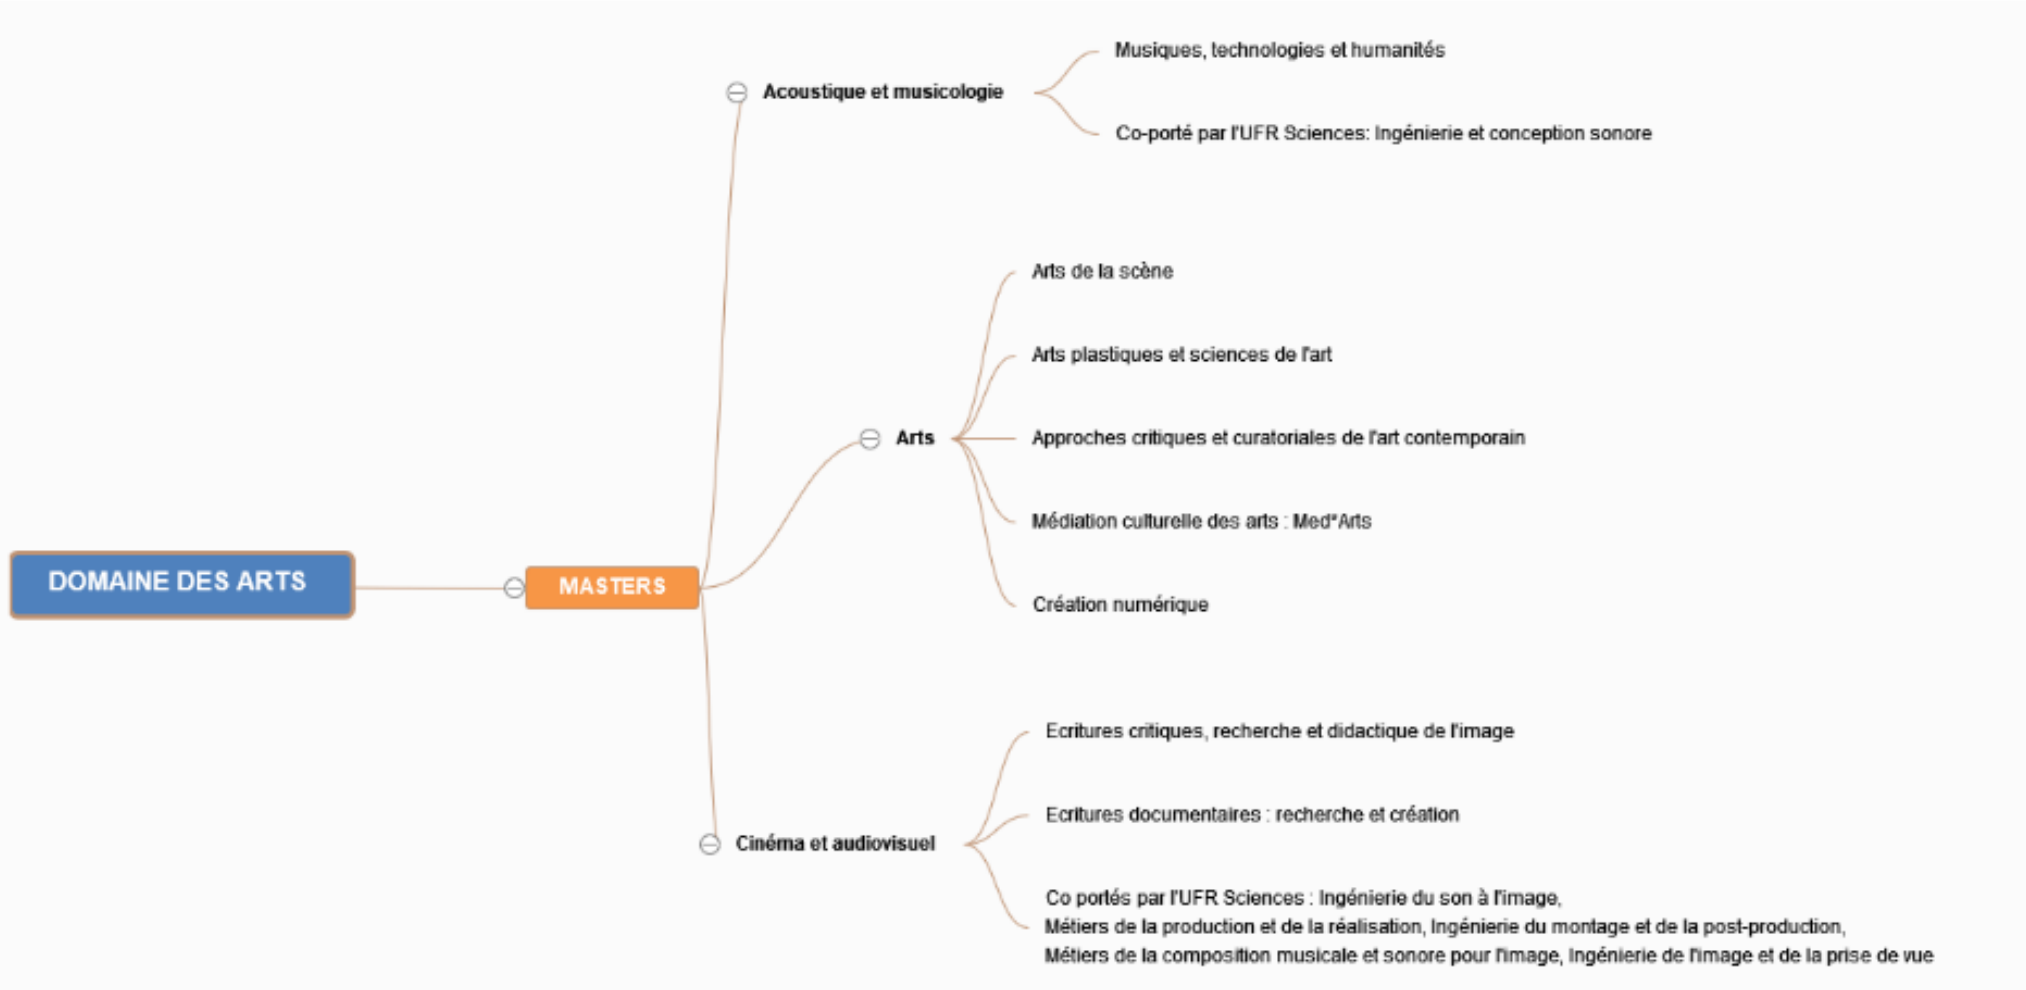 Musiques, technologies et humanités
Acoustique et musicologie
Co-porté par l'UFR Sciences: Ingénierie et conception sonore
Arts de la scène
Arts plastiques et sciences de l'art
Arts
Approches critiques et curatoriales de l'art contemporain
Médiation culturelle des arts : Med*Arts
DOMAINE DES ARTS
MASTERS
Création numérique
Ecritures critiques, recherche et didactique de l'image
Ecritures documentaires : recherche et création
Cinéma et audiovisuel
Co portés par l'UFR Sciences : Ingénierie du son à l'image,
Métiers de la production et de la réalisation, Ingénierie du montage et de la post-production,
Métiers de la composition musicale et sonore pour l'image, Ingénierie de l'image et de la prise de vue